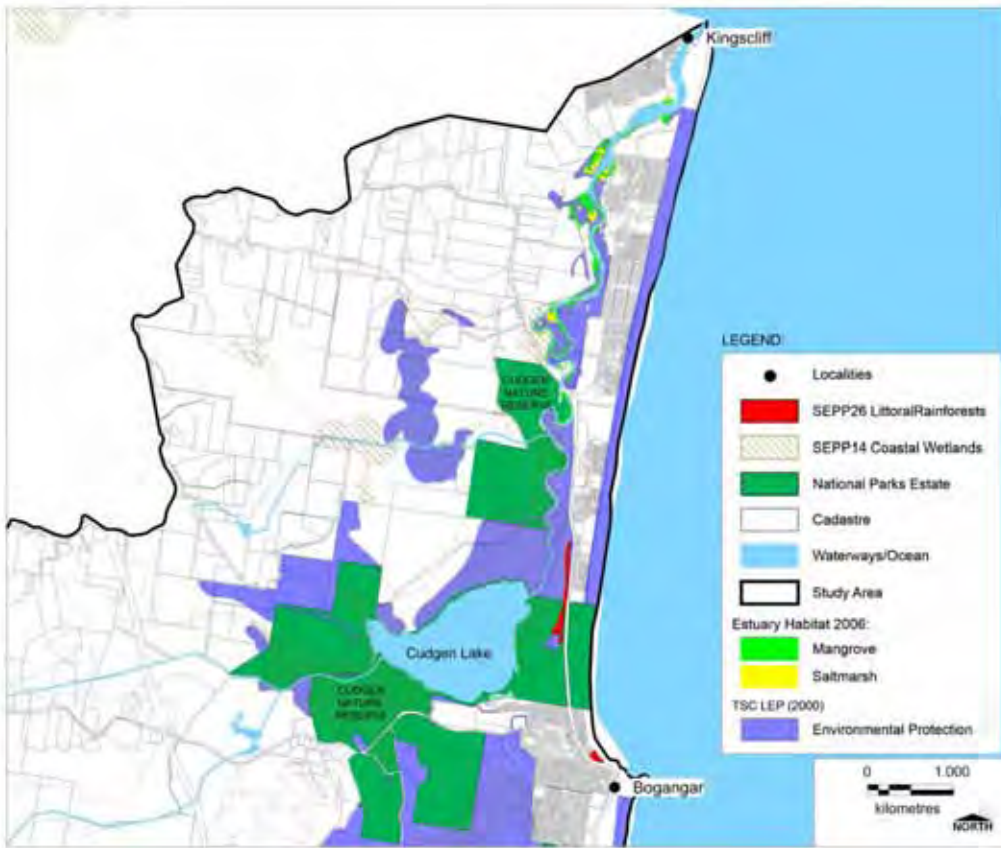 Kingscliff
CUDGEN
NATURE
RESERVE
Cudgen Lake
CUDGEN
NATURE
RESERVE
Bogangar
LEGEND:
Localities
SEPP26 LittoralRainforests
SEPP14 Coastal Wetlands
National Parks Estate
Cadastre
Waterways/Ocean
Study Area
Estuary Habitat 2006:
Mangrove
Saltmarsh
TSC LEP (2000)
Environmental Protection
0 1.000
kilometres
NORTH